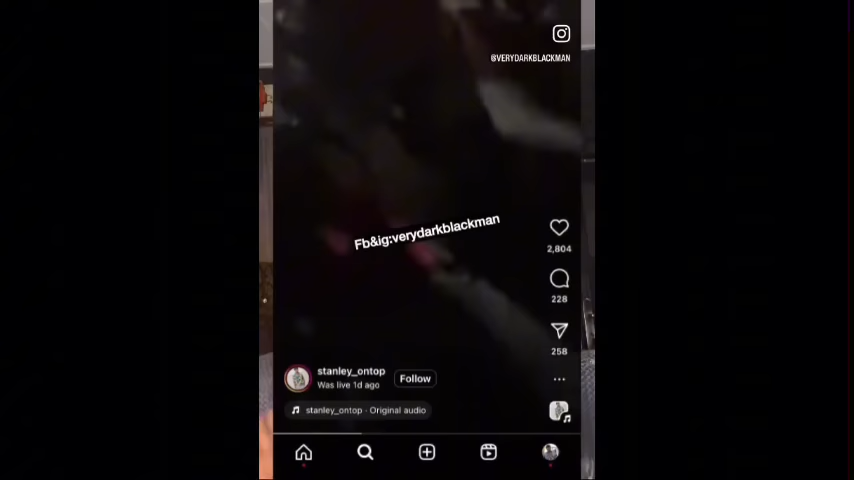 @VERYDARKBLACKMAN
Fb&ig:verydarkblackman
2,804
228
258
stanley_ontop
Follow
Was live 1d ago
stanley_ontop · Original audio